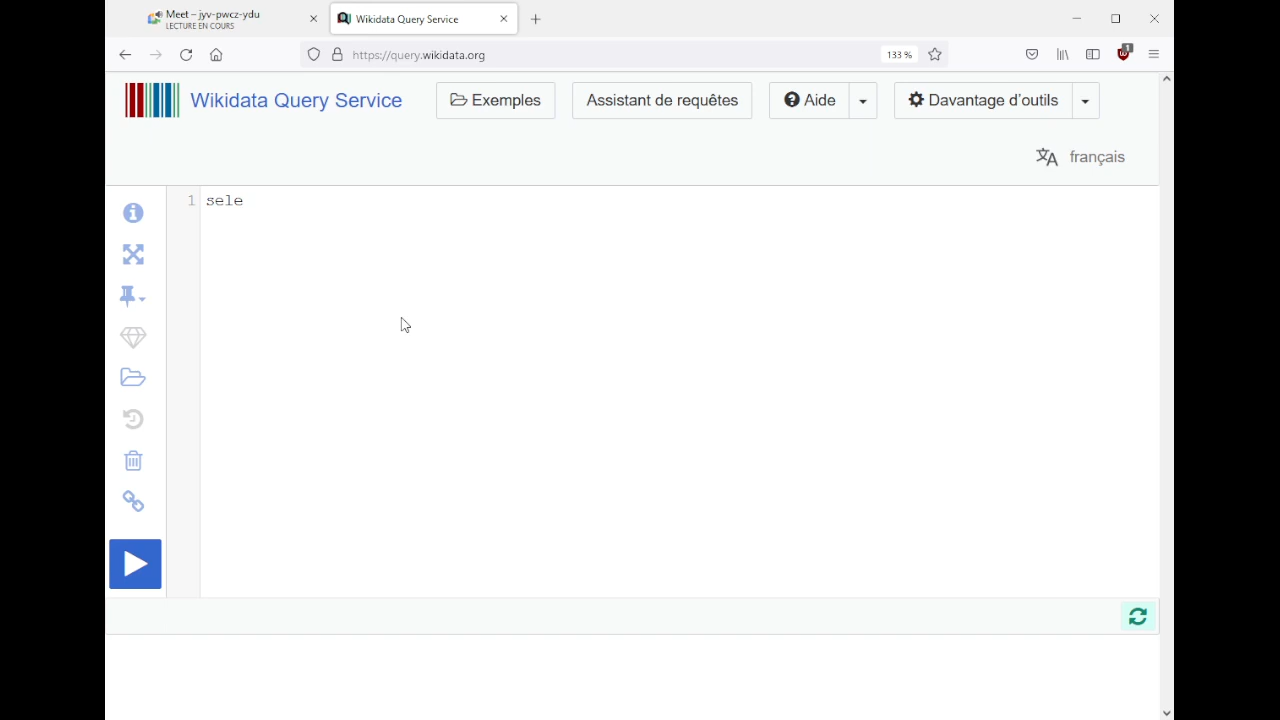 Meet – jyv-pwcz-ydu
LECTURE EN COURS
Wikidata Query Service
https://query.wikidata.org
133 %
1
Wikidata Query Service
Exemples
Assistant de requêtes
Aide
Davantage d'outils
français
1 sele